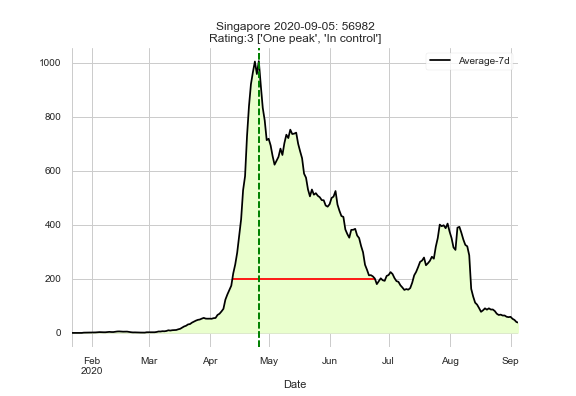 Singapore 2020-09-05: 56982
Rating:3 ['One peak', 'In control']
Average-7d
1000
800
600
400
200
0
Feb Mar Apr May Jun Jul Aug Sep
2020
Date